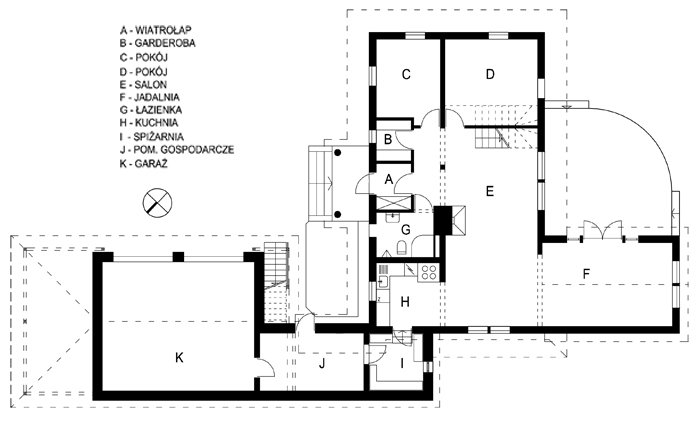 A - WIATROŁAP
B - GARDEROBA
C - POKÓJ
D - POKÓJ
E - SALON
F - JADALNIA
G - ŁAZIENKA
H - KUCHNIA
I - SPIŻARNIA
J - POM. GOSPODARCZE
K - GARAŻ
C
D
B
A
E
G
F
H
K
J
I